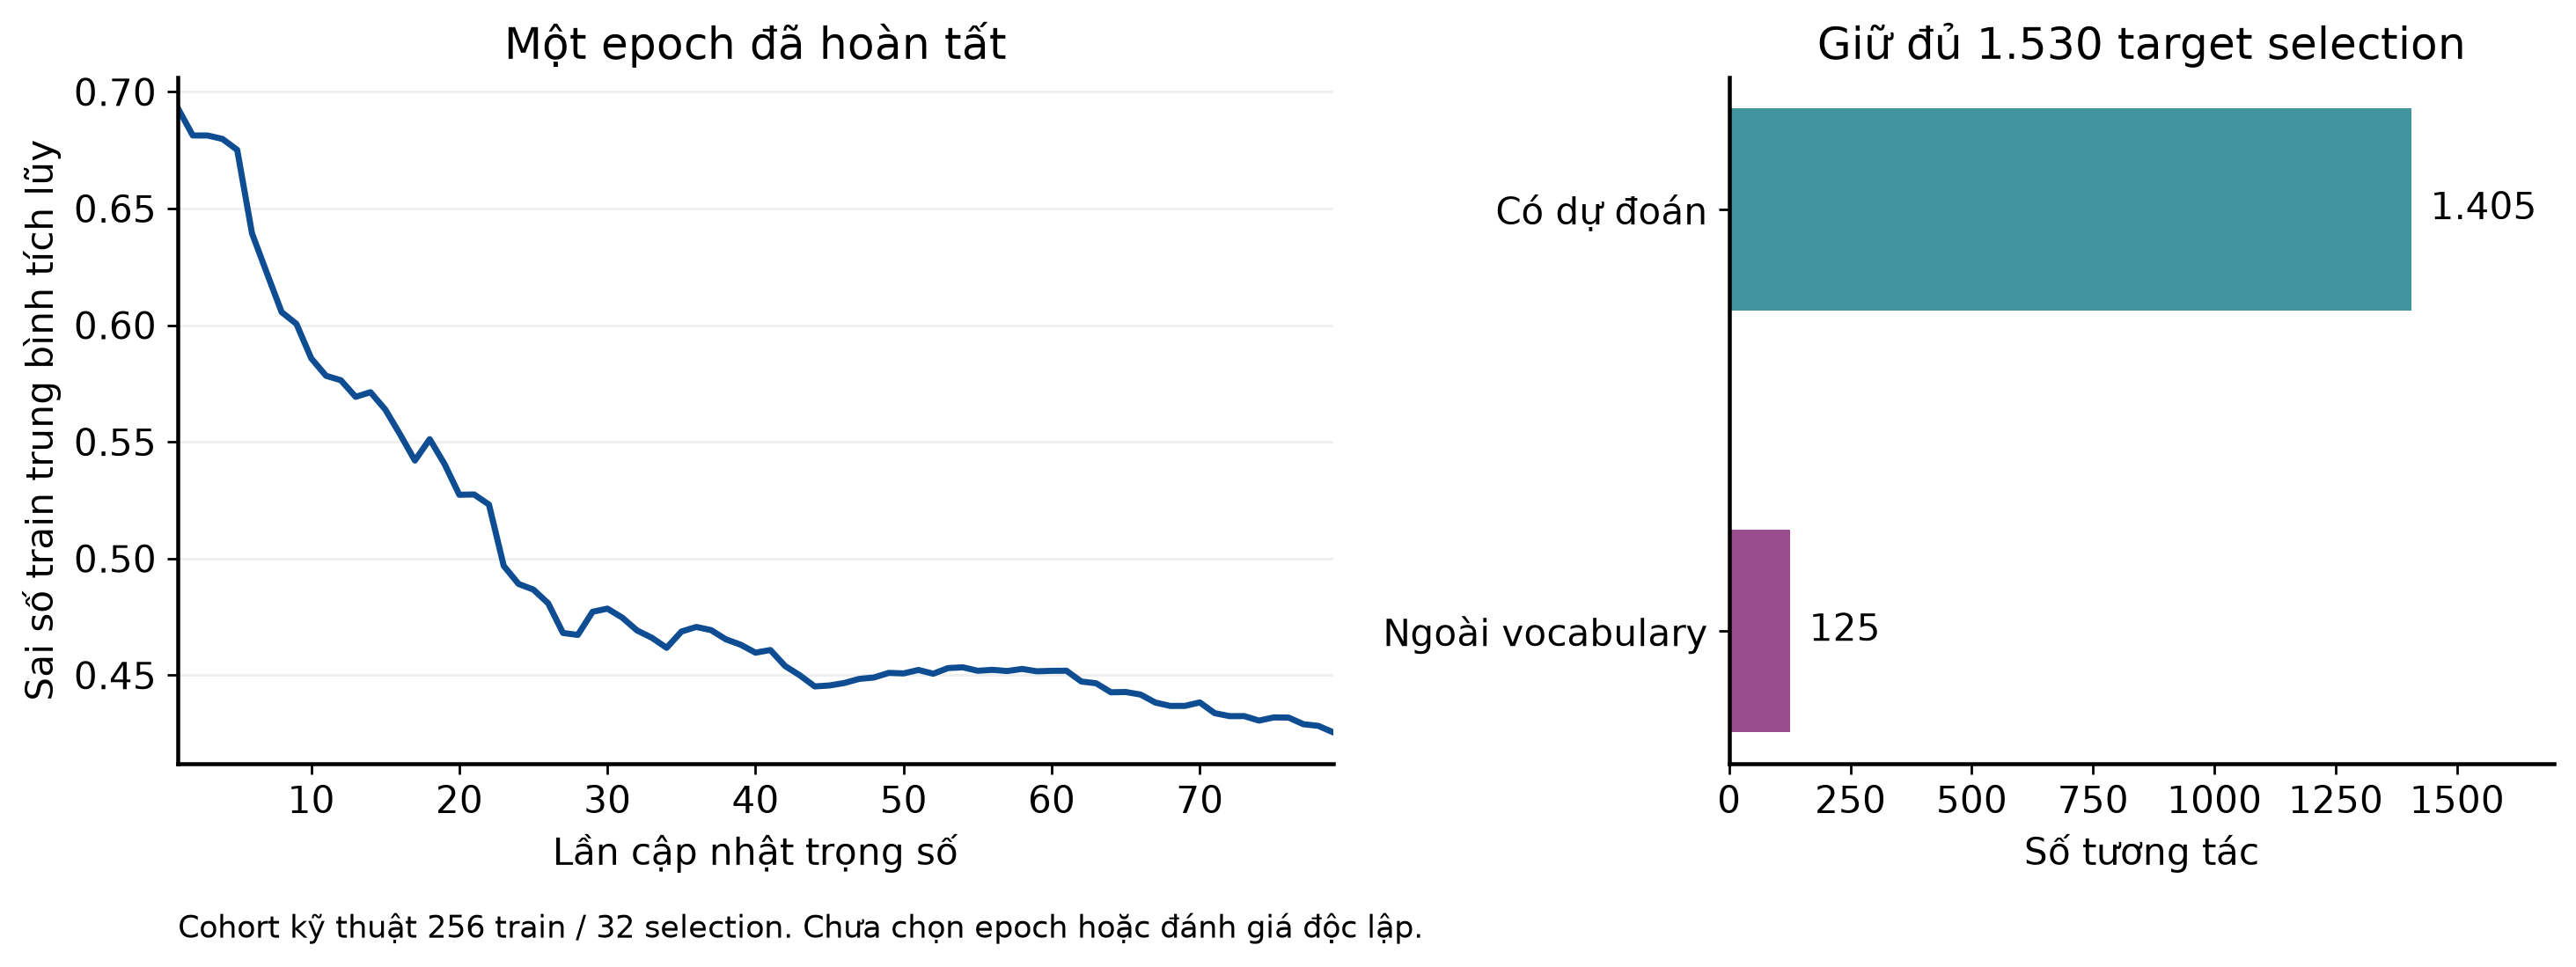 Một epoch đã hoàn tất
Sai số train trung bình tích lũy
0.70
0.65
0.60
0.55
0.50
0.45
10 20 30 40 50 60 70
Lần cập nhật trọng số
Giữ đủ 1.530 target selection
Có dự đoán
1.405
Ngoài vocabulary
125
0 250 500 750 1000 1250 1500
Số tương tác
Cohort kỹ thuật 256 train / 32 selection. Chưa chọn epoch hoặc đánh giá độc lập.